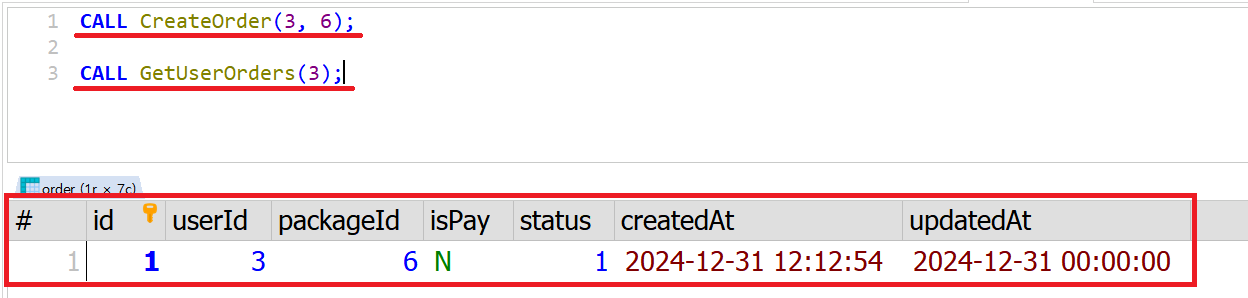 1 CALL CreateOrder(3, 6);
2
3 CALL GetUserOrders(3);
order (1r × 7c)
# id userId packageId isPay status createdAt updatedAt
1 1 3 6 N 1 2024-12-31 12:12:54 2024-12-31 00:00:00